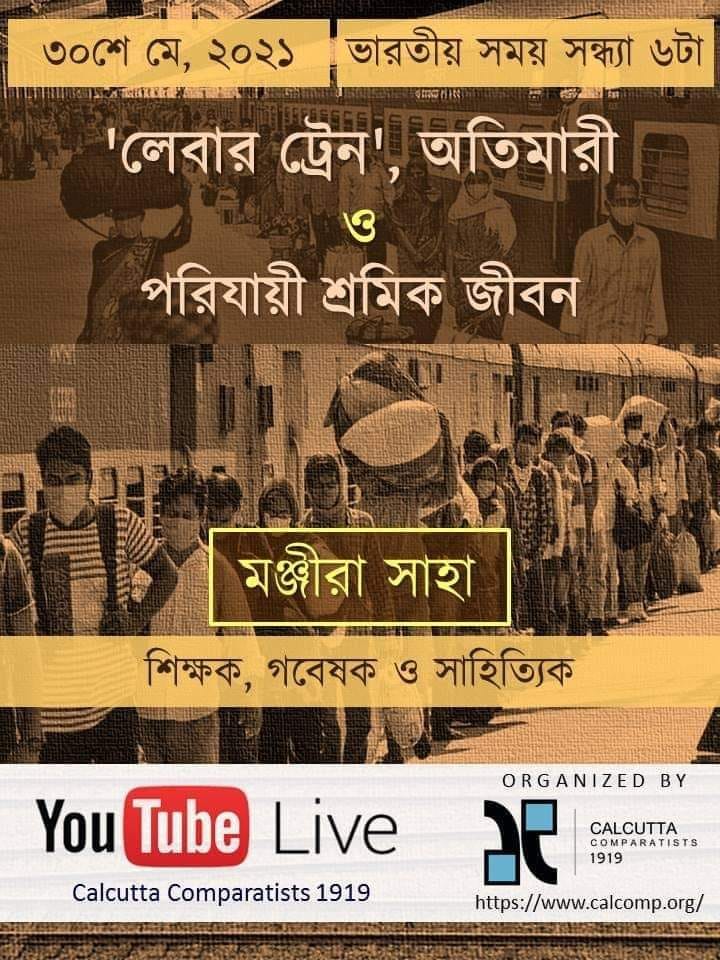 ৩০শে মে, ২০২১
ভারতীয় সময় সন্ধ্যা ৬টা
'লেবার ট্রেন', অতিমারী
ও
পরিযায়ী শ্রমিক জীবন
মঞ্জীরা সাহা
শিক্ষক, গবেষক ও সাহিত্যিক
YouTube Live
Calcutta Comparatists 1919
ORGANIZED BY
CALCUTTA
COMPARATISTS
1919
https://www.calcomp.org/